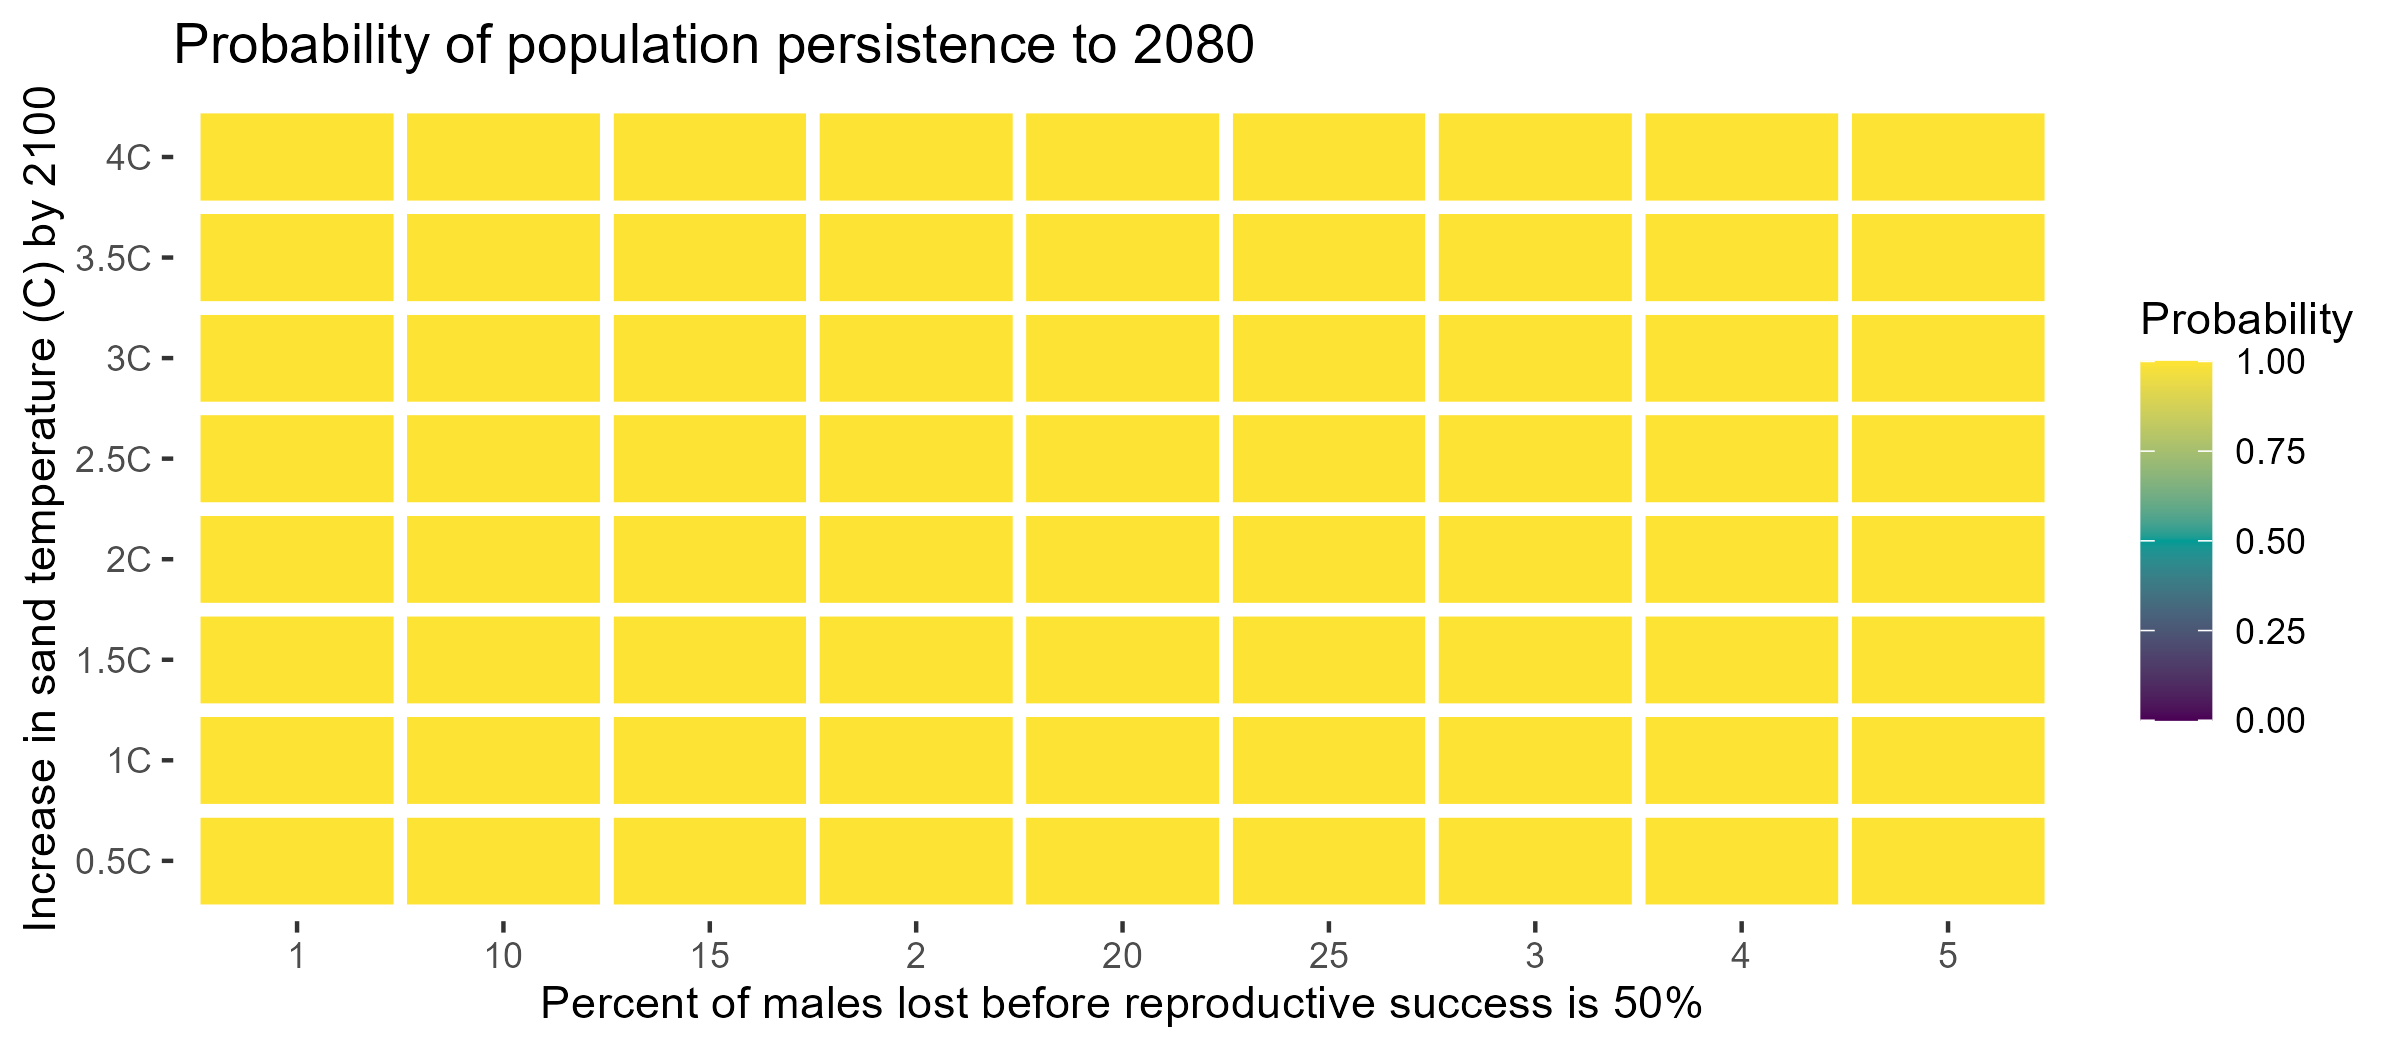 Probability of population persistence to 2080
Increase in sand temperature (C) by 2100
4C
3.5C
3C
2.5C
2C
1.5C
1C
0.5C
1 10 15 2 20 25 3 4 5
Percent of males lost before reproductive success is 50%
Probability
1.00
0.75
0.50
0.25
0.00